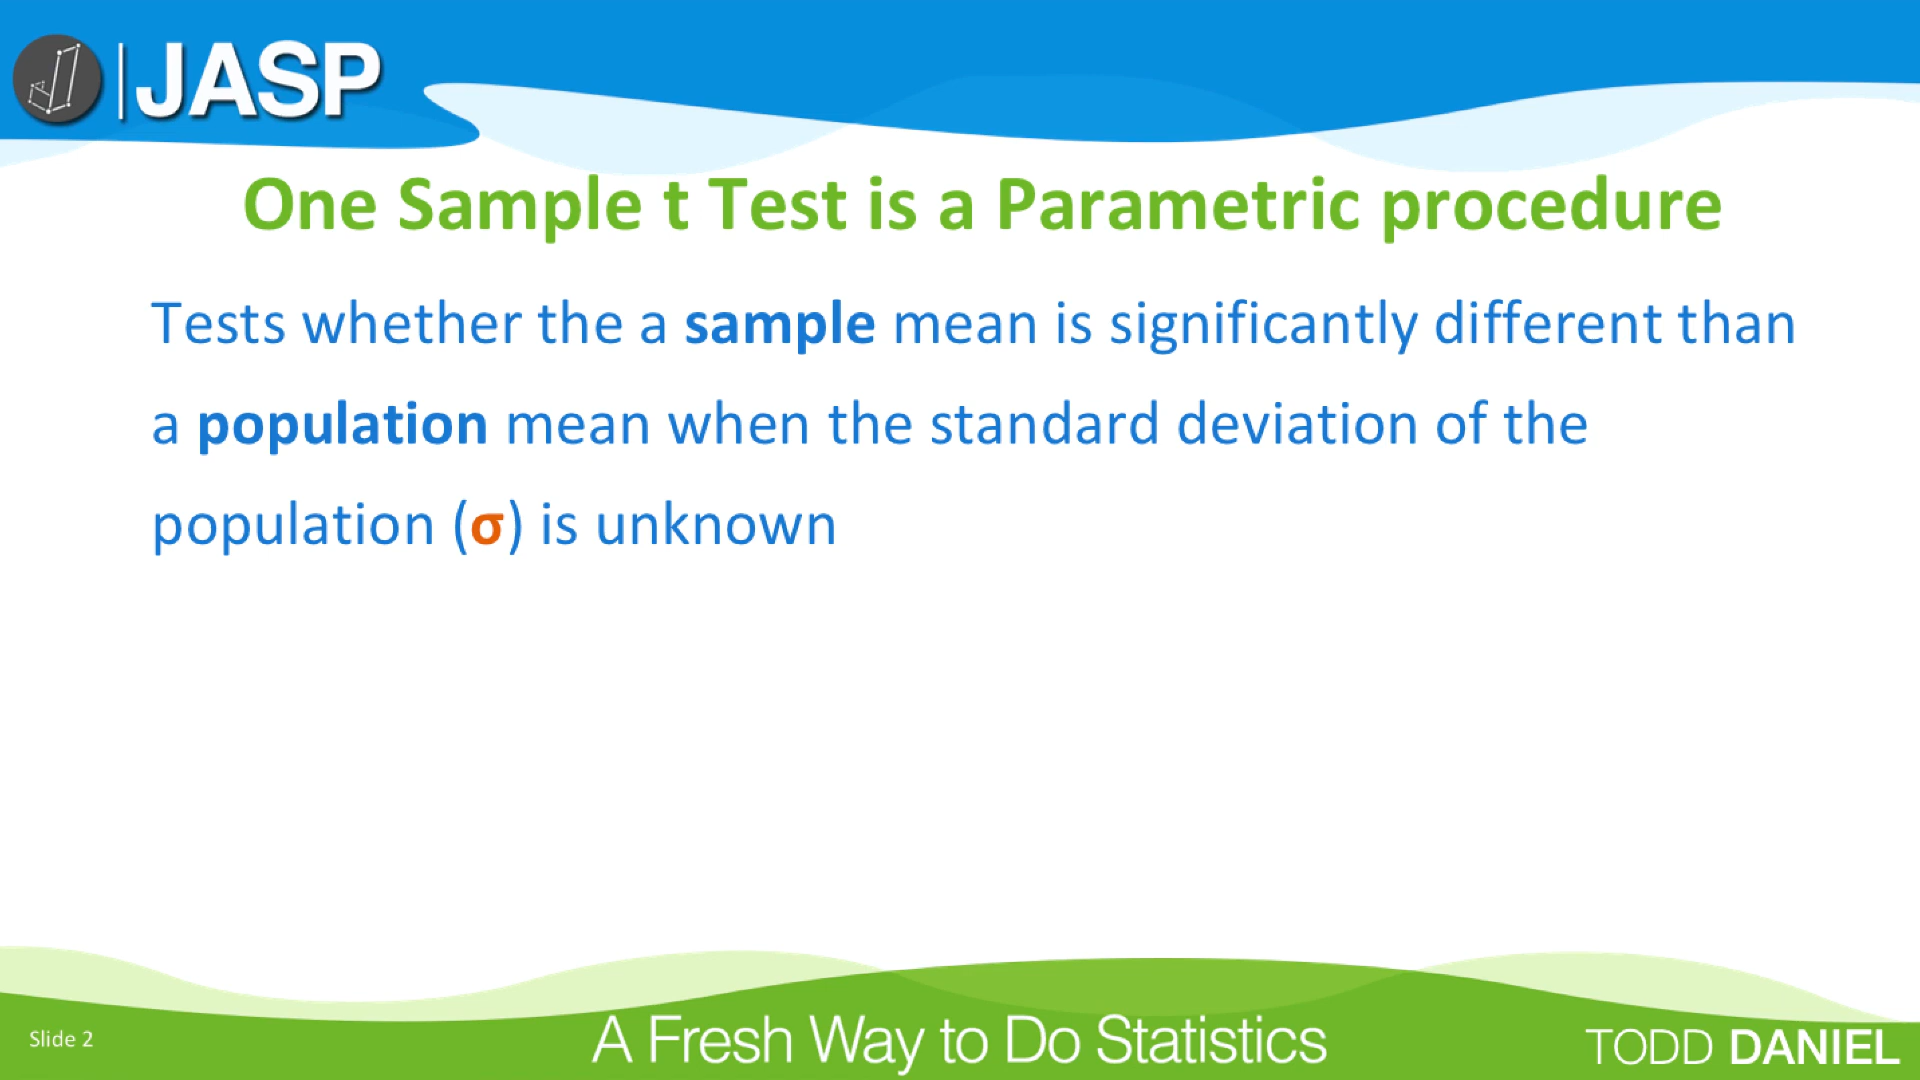 JASP
One Sample t Test is a Parametric procedure
Tests whether the a sample mean is significantly different than
a population mean when the standard deviation of the
population (σ) is unknown
Slide 2
A Fresh Way to Do Statistics
TODD DANIEL